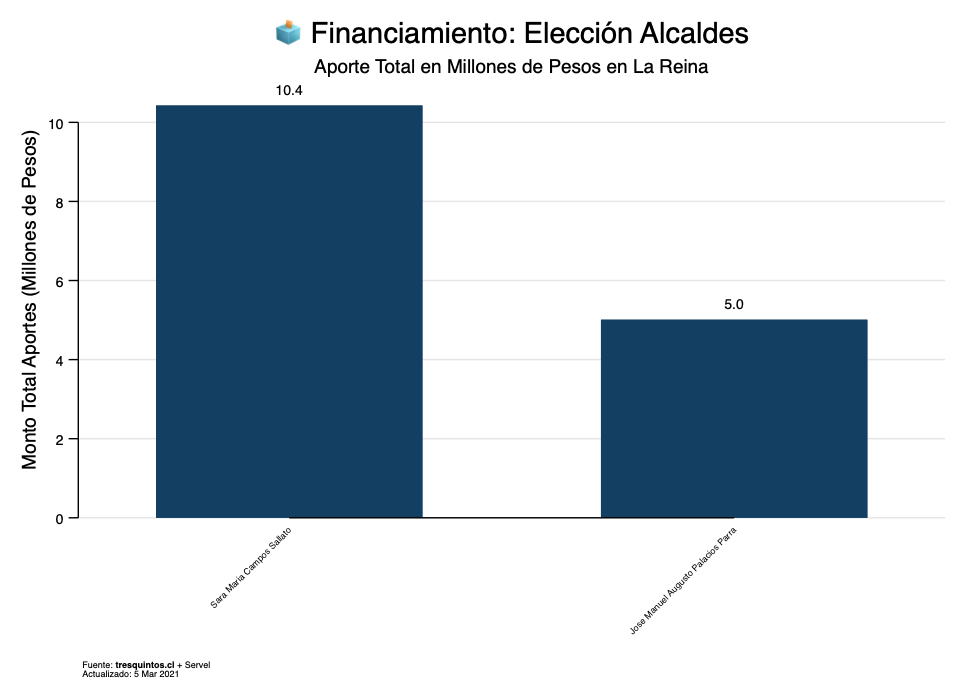 Financiamiento: Elección Alcaldes
Aporte Total en Millones de Pesos en La Reina
Monto Total Aportes (Millones de Pesos)
10
8
6
4
2
0
10.4
5.0
Sara Maria Campos Sallato
Jose Manuel Augusto Palacios Parra
Fuente: tresquintos.cl + Servel
Actualizado: 5 Mar 2021